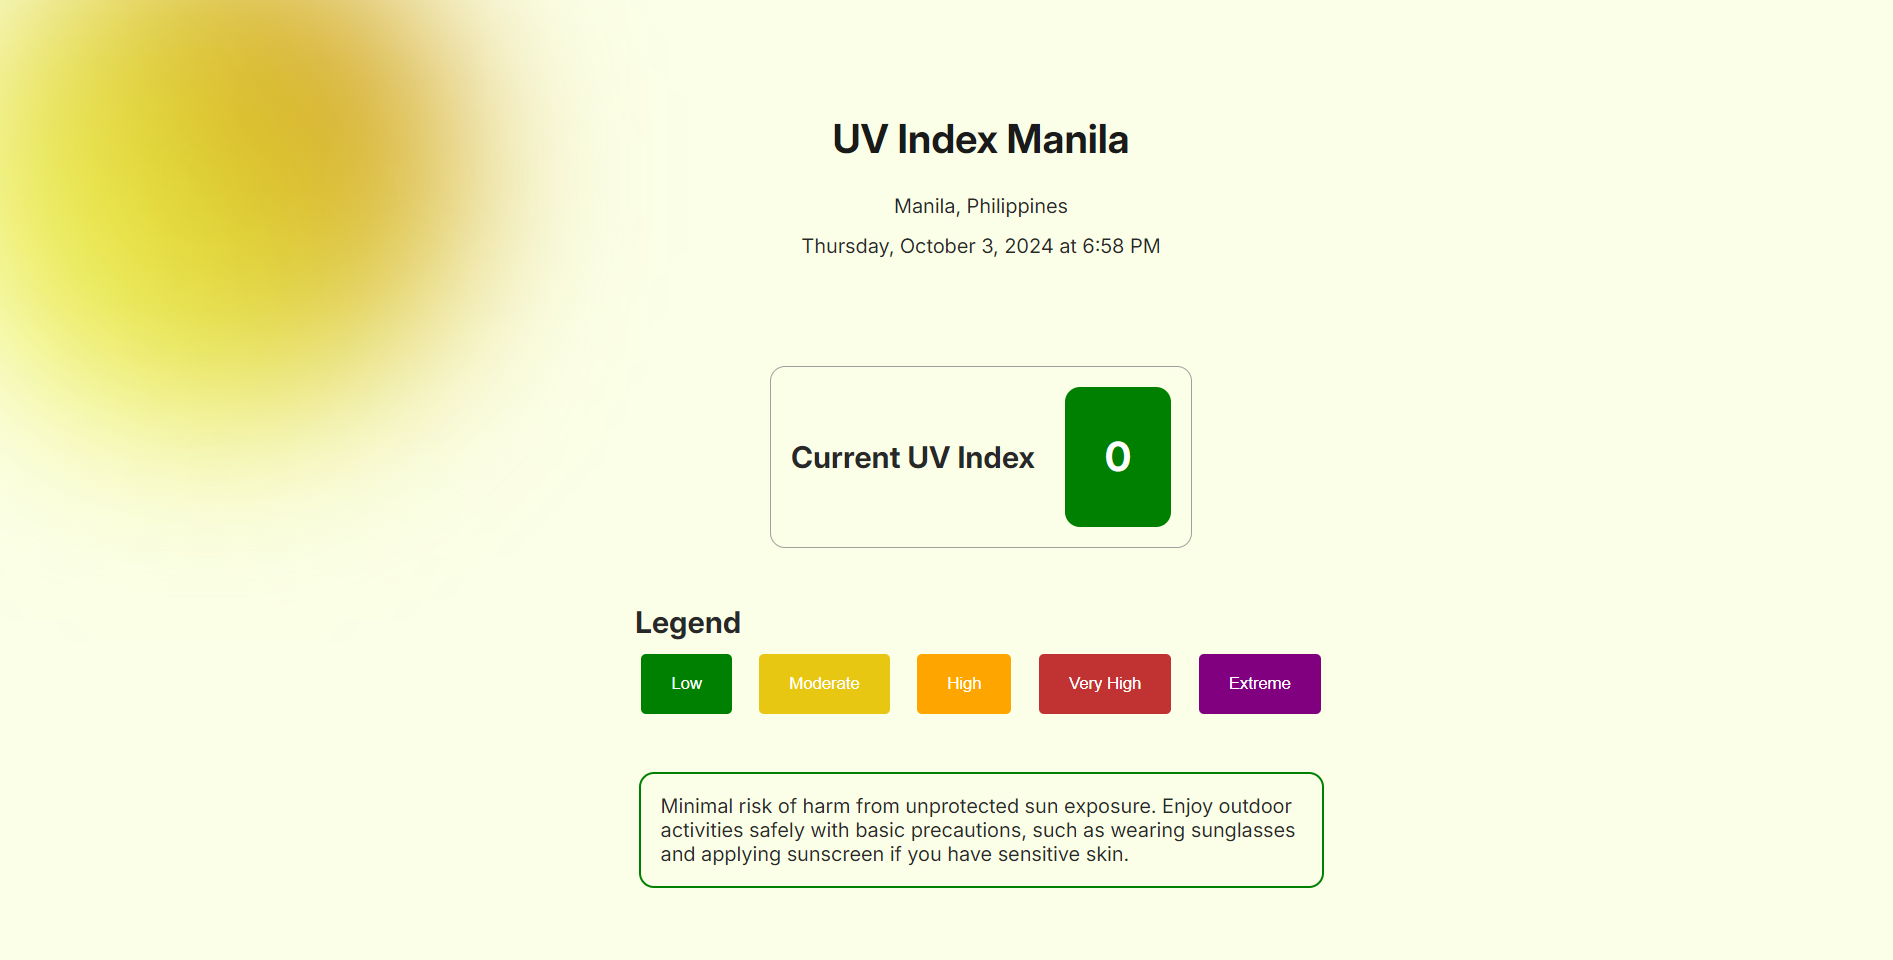 UV Index Manila
Manila, Philippines
Thursday, October 3, 2024 at 6:58 PM
Current UV Index
0
Legend
Low
Moderate
High
Very High
Extreme
Minimal risk of harm from unprotected sun exposure. Enjoy outdoor
activities safely with basic precautions, such as wearing sunglasses
and applying sunscreen if you have sensitive skin.